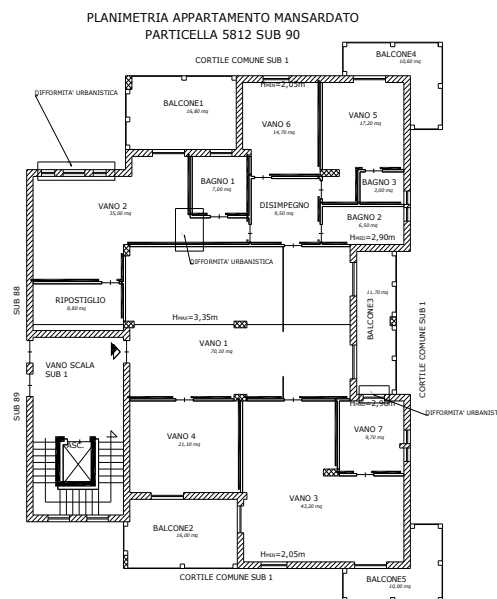 PLANIMETRIA APPARTAMENTO MANSARDATO
PARTICELLA 5812 SUB 90
CORTILE COMUNE SUB 1
BALCONE4
10,60 mq
HMIN=2,05m
DIFFORMITA' URBANISTICA
BALCONE1
16,80 mq
VANO 6
14,70 mq
VANO 5
17,20 mq
BAGNO 1
7,00 mq
BAGNO 3
3,00 mq
VANO 2
35,00 mq
DISIMPEGNO
9,50 mq
BAGNO 2
6,50 mq
HMED=2,90m
DIFFORMITA' URBANISTICA
SUB 88
RIPOSTIGLIO
8,80 mq
HMAX=3,35m
BALCONE3
11,70 mq
CORTILE COMUNE SUB 1
VANO 1
70,10 mq
VANO SCALA
SUB 1
SUB 89
HMED=2,90m
DIFFORMITA' URBANIST
VANO 4
21,10 mq
VANO 7
9,70 mq
ASC.
VANO 3
43,20 mq
BALCONE2
16,00 mq
HMIN=2,05m
CORTILE COMUNE SUB 1
BALCONE5
10,00 mq